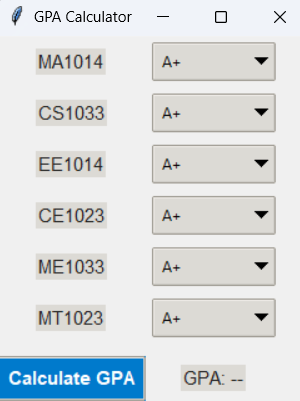 GPA Calculator
MA1014 A+
CS1033 A+
EE1014 A+
CE1023 A+
ME1033 A+
MT1023 A+
Calculate GPA GPA: --